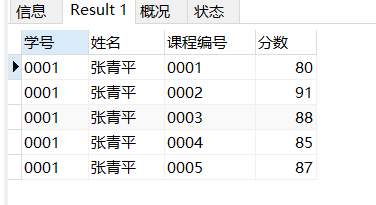 信息 Result 1 概况 状态
学号 姓名 课程编号 分数
0001 张青平 0001 80
0001 张青平 0002 91
0001 张青平 0003 88
0001 张青平 0004 85
0001 张青平 0005 87